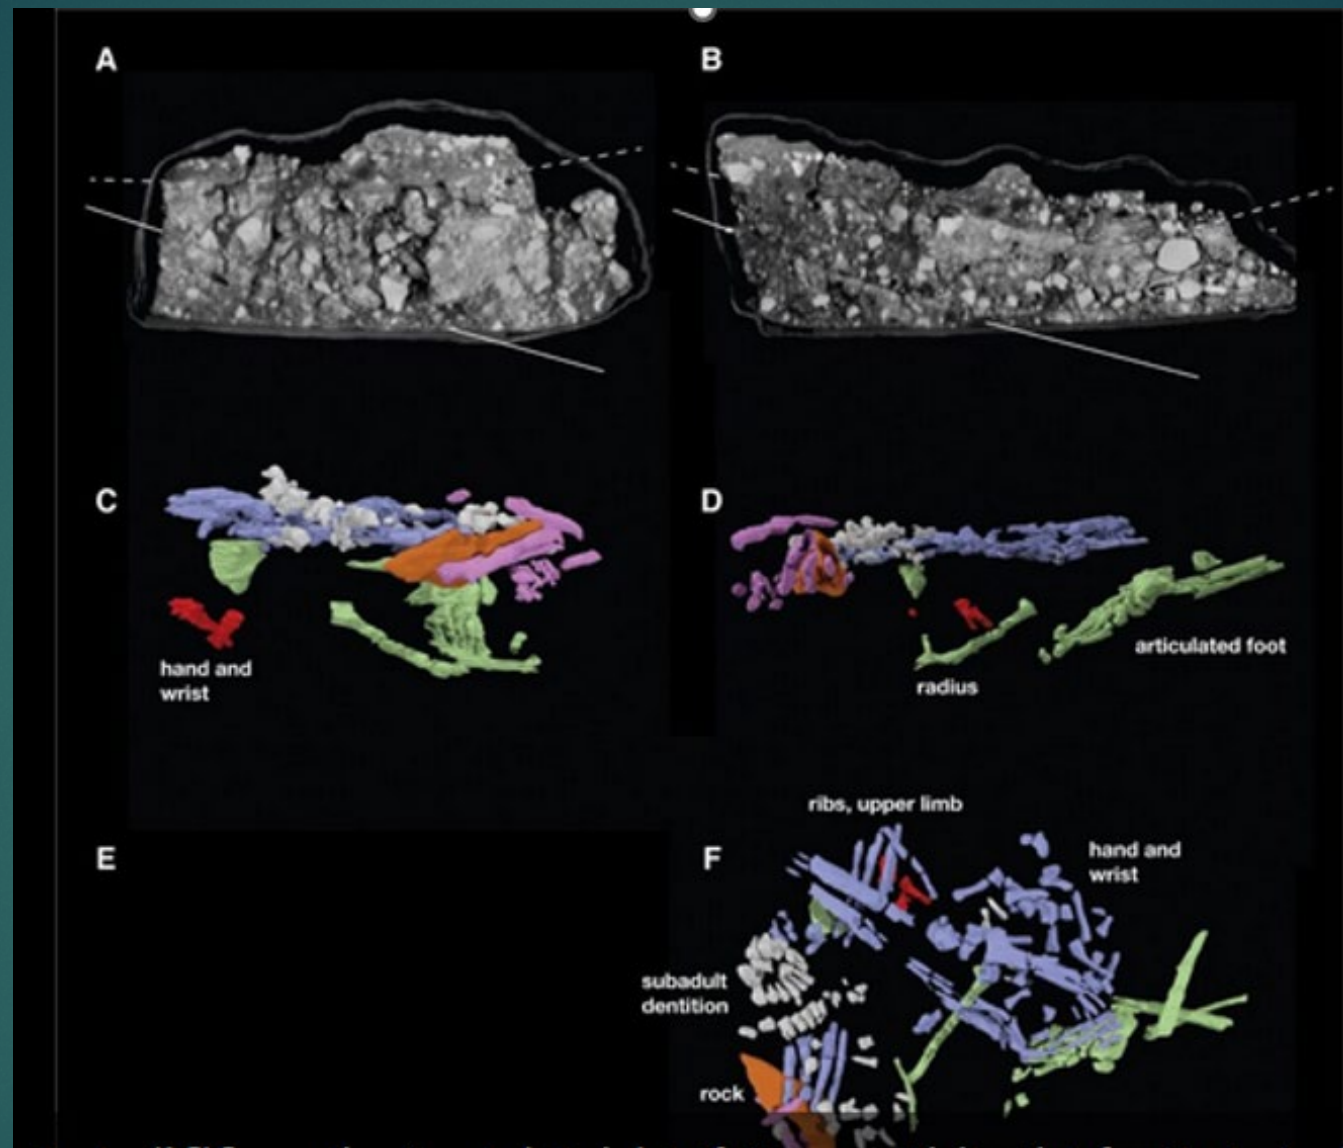 A
B
C
hand and
wrist
D
articulated foot
radius
E
F
ribs, upper limb
hand and
wrist
subadult
dentition
rock